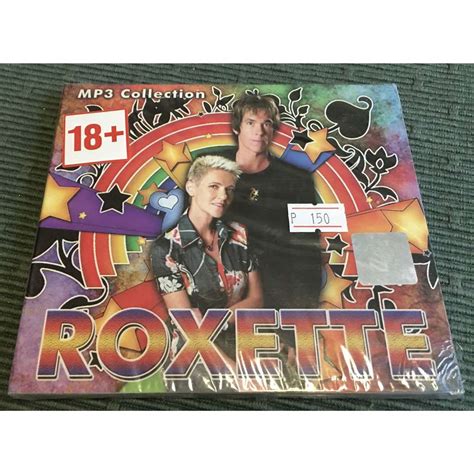 MP3 Collection
18+
P 150
ROXETTE